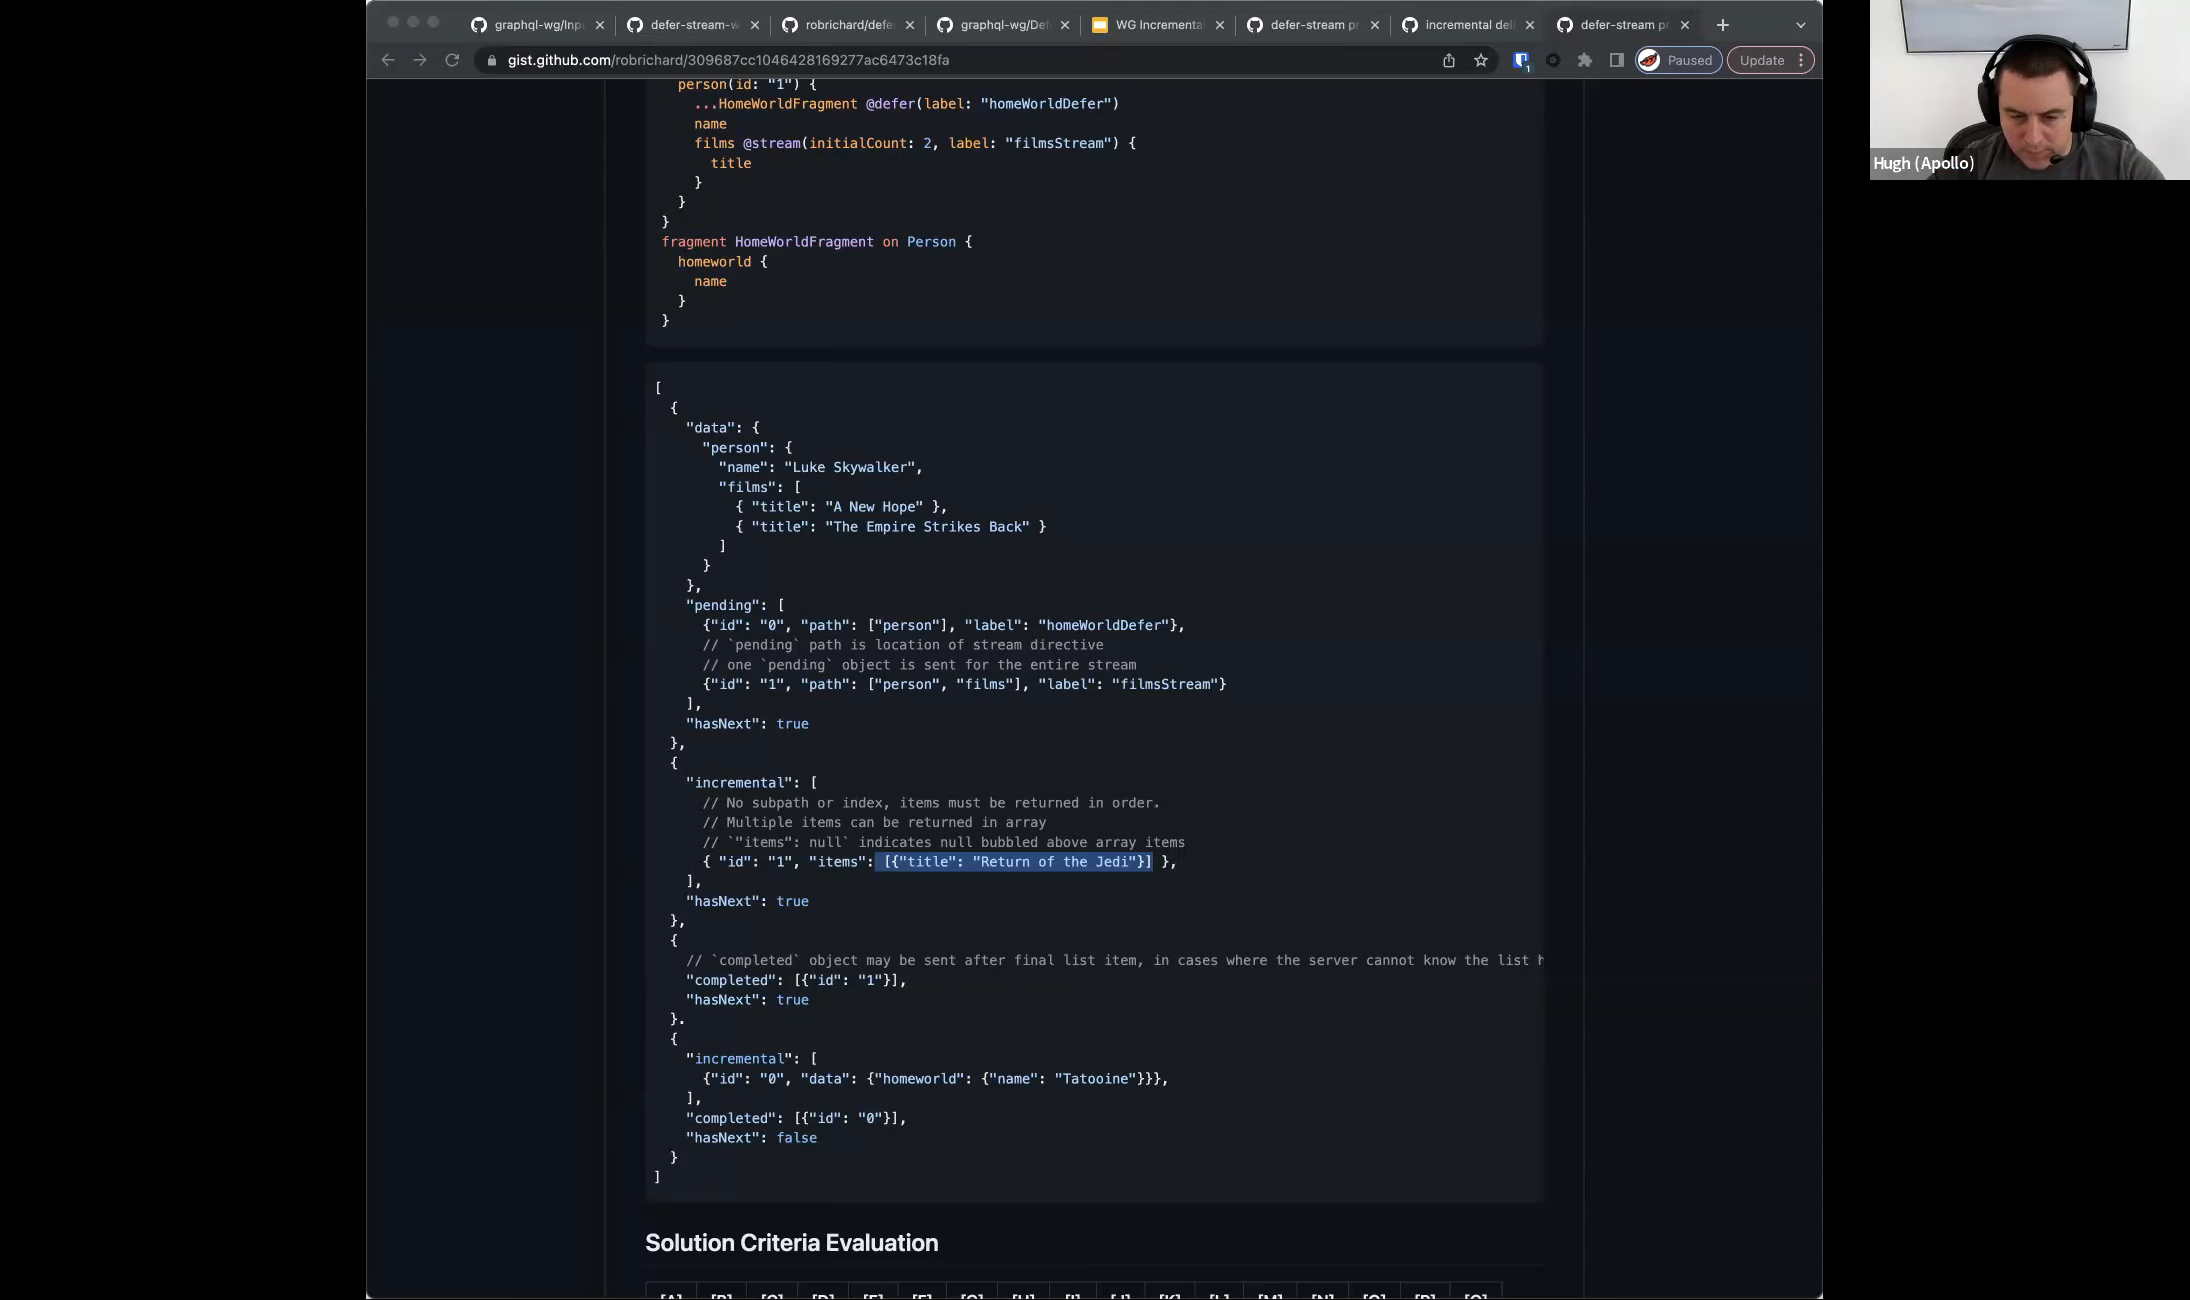 graphql-wg/Inpu
defer-stream-w
robrichard/defe
graphql-wg/Def
WG Incrementa
defer-stream pr
incremental deli
defer-stream pr
gist.github.com/robrichard/309687cc1046428169277ac6473c18fa
1
Paused
Update
Hugh (Apollo)
person(id: "1") {
...HomeWorldFragment @defer(label: "homeWorldDefer")
name
films @stream(initialCount: 2, label: "filmsStream") {
title
}
}
}
fragment HomeWorldFragment on Person {
homeworld {
name
}
}
[
{
"data": {
"person": {
"name": "Luke Skywalker",
"films": [
{ "title": "A New Hope" },
{ "title": "The Empire Strikes Back" }
]
}
},
"pending": [
{"id": "0", "path": ["person"], "label": "homeWorldDefer"},
// `pending` path is location of stream directive
// one `pending` object is sent for the entire stream
{"id": "1", "path": ["person", "films"], "label": "filmsStream"}
],
"hasNext": true
},
{
"incremental": [
// No subpath or index, items must be returned in order.
// Multiple items can be returned in array
// `"items": null` indicates null bubbled above array items
{ "id": "1", "items": [{"title": "Return of the Jedi"}] },
],
"hasNext": true
},
{
// `completed` object may be sent after final list item, in cases where the server cannot know the list h
"completed": [{"id": "1"}],
"hasNext": true
}.
{
"incremental": [
{"id": "0", "data": {"homeworld": {"name": "Tatooine"}}},
],
"completed": [{"id": "0"}],
"hasNext": false
}
]
Solution Criteria Evaluation